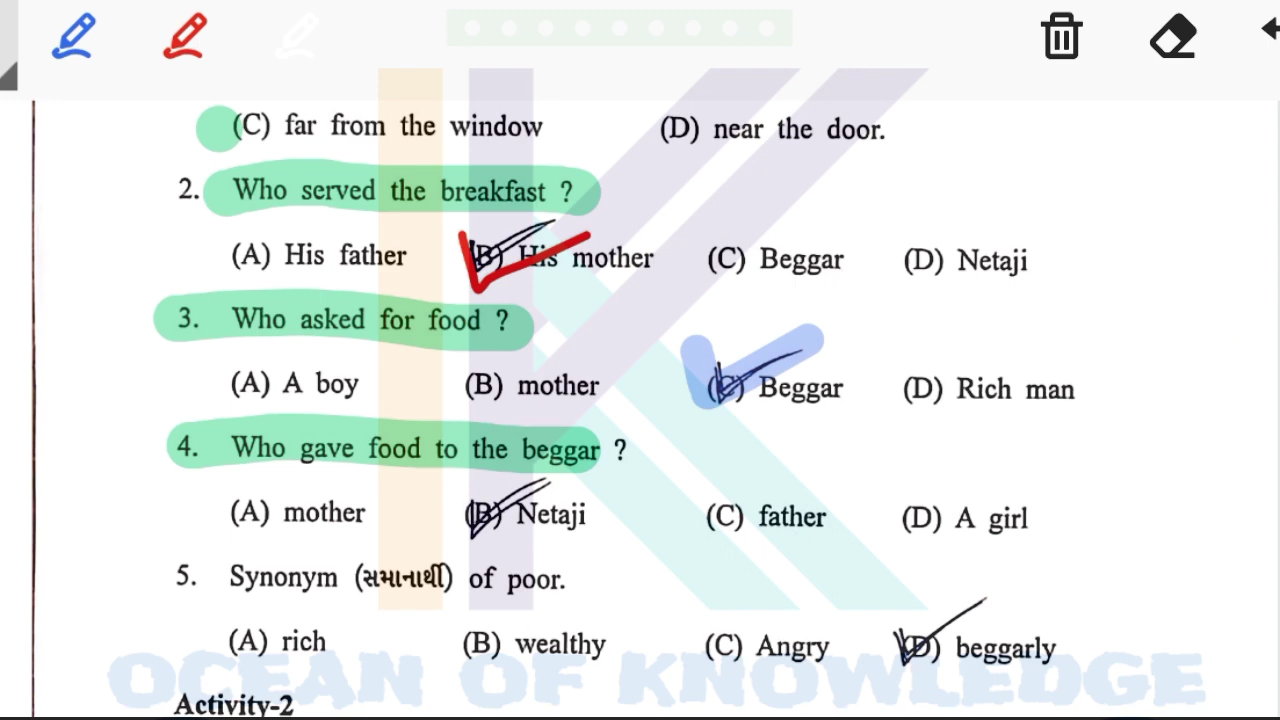 (C) far from the window (D) near the door.
2. Who served the breakfast ?
(A) His father (B) His mother (C) Beggar (D) Netaji
3. Who asked for food ?
(A) A boy (B) mother (C) Beggar (D) Rich man
4. Who gave food to the beggar ?
(A) mother (B) Netaji (C) father (D) A girl
5. Synonym (સમાનાર્થી) of poor.
(A) rich (B) wealthy (C) Angry (D) beggarly
OCEAN OF KNOWLEDGE
Activity-2